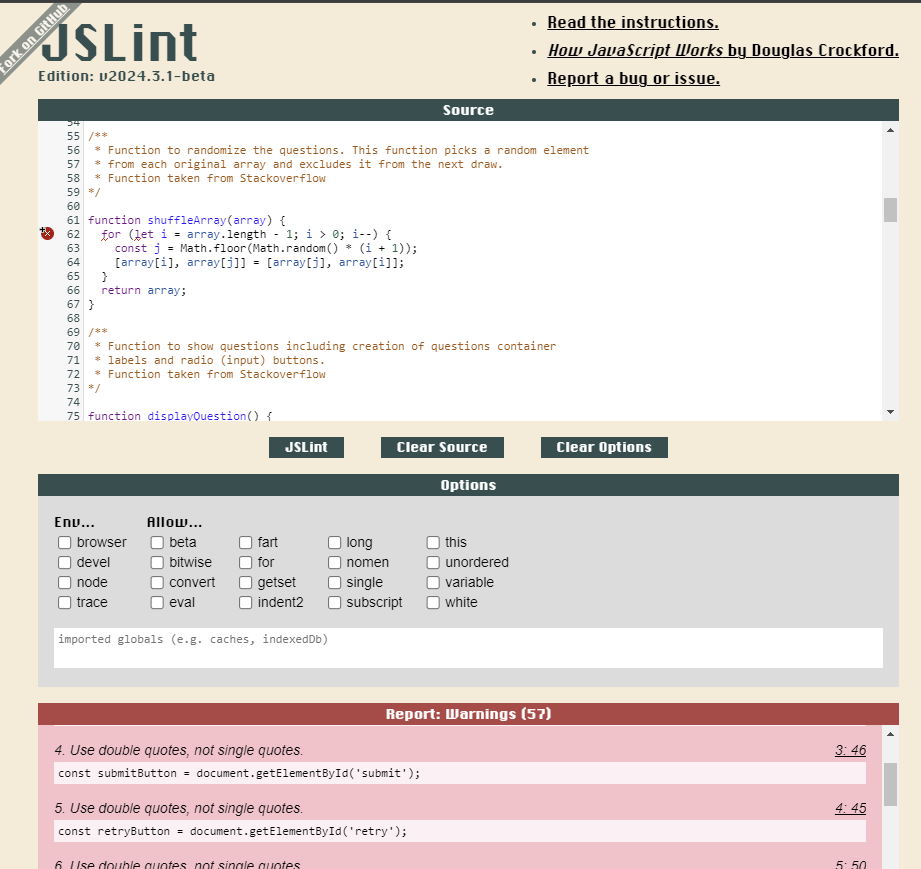 Fork on GitHub
JSLint
Edition: v2024.3.1-beta
Read the instructions.
How JavaScript Works by Douglas Crockford.
Report a bug or issue.
Source
54
55 /**
56  * Function to randomize the questions. This function picks a random element
57  * from each original array and excludes it from the next draw.
58  * Function taken from Stackoverflow
59 */
60
61 function shuffleArray(array) {
62   for (let i = array.length - 1; i > 0; i--) {
63     const j = Math.floor(Math.random() * (i + 1));
64     [array[i], array[j]] = [array[j], array[i]];
65   }
66   return array;
67 }
68
69 /**
70  * Function to show questions including creation of questions container
71  * labels and radio (input) buttons.
72  * Function taken from Stackoverflow
73 */
74
75 function displayQuestion() {
JSLint Clear Source Clear Options
Options
Env... Allow...
browser beta fart long this
devel bitwise for nomen unordered
node convert getset single variable
trace eval indent2 subscript white
imported globals (e.g. caches, indexedDb)
Report: Warnings (57)
4. Use double quotes, not single quotes. 3: 46
const submitButton = document.getElementById('submit');
5. Use double quotes, not single quotes. 4: 45
const retryButton = document.getElementById('retry');
6. Use double quotes, not single quotes. 5: 50